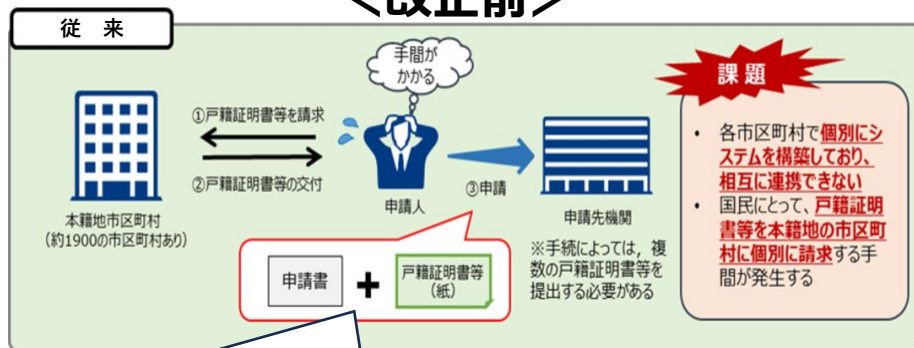 <改正前>
従 来
手間が
かかる
課題
①戸籍証明書等を請求
②戸籍証明書等の交付
③申請
本籍地市区町村
(約1900の市区町村あり)
申請人
申請先機関
※手続によっては，複
数の戸籍証明書等を
提出する必要がある
申請書
+
戸籍証明書等
(紙)
・ 各市区町村で個別にシ
ステムを構築しており、
相互に連携できない
・ 国民にとって、戸籍証明
書等を本籍地の市区町
村に個別に請求する手
間が発生する